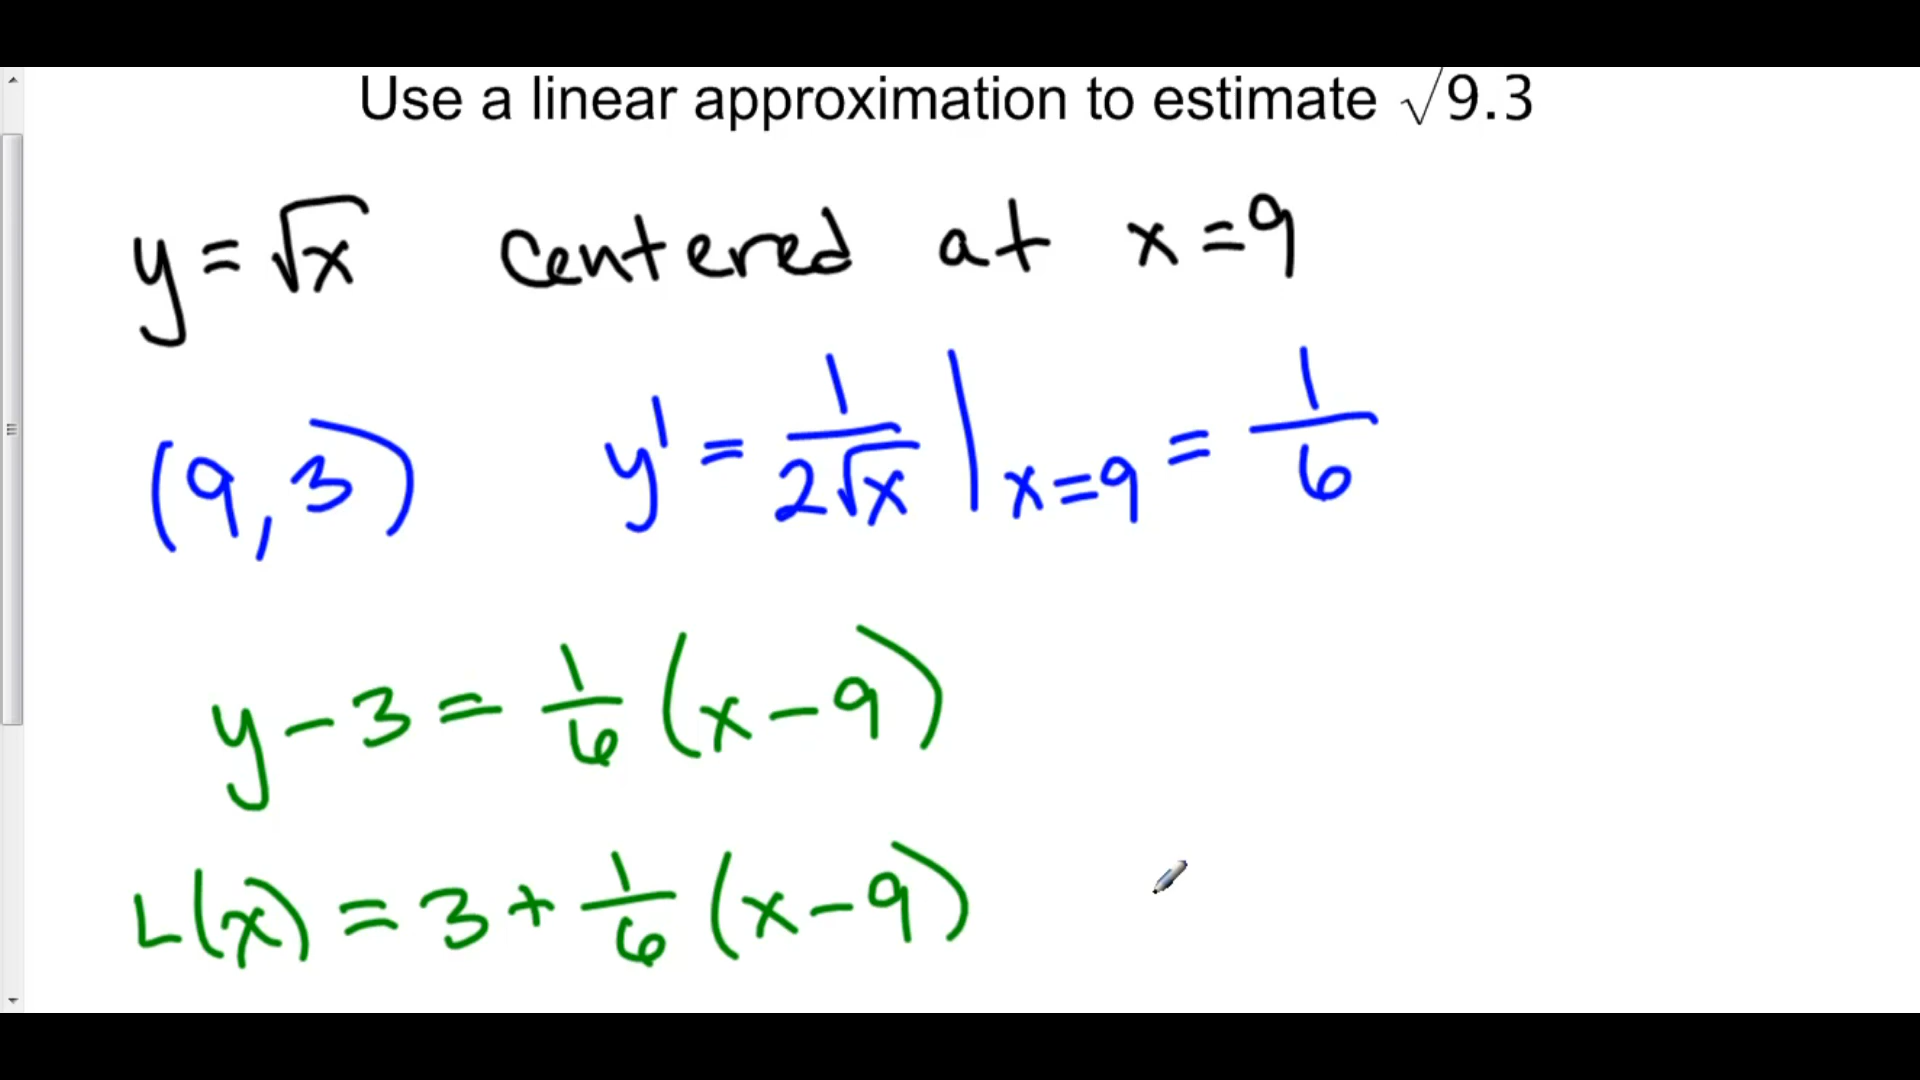 Use a linear approximation to estimate √9.3
y = √x centered at x = 9
(9, 3) y' = 1/(2√x) | x=9 = 1/6
y - 3 = 1/6 (x - 9)
L(x) = 3 + 1/6 (x - 9)